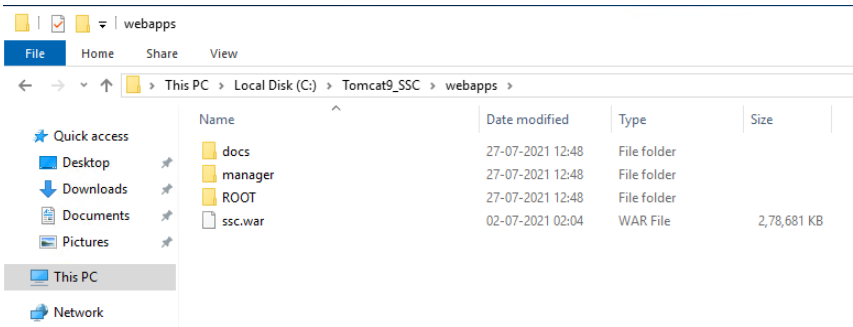 webapps
File Home Share View
This PC > Local Disk (C:) > Tomcat9_SSC > webapps >
Name Date modified Type Size
Quick access
Desktop
Downloads
Documents
Pictures
This PC
Network
docs 27-07-2021 12:48 File folder
manager 27-07-2021 12:48 File folder
ROOT 27-07-2021 12:48 File folder
ssc.war 02-07-2021 02:04 WAR File 2,78,681 KB